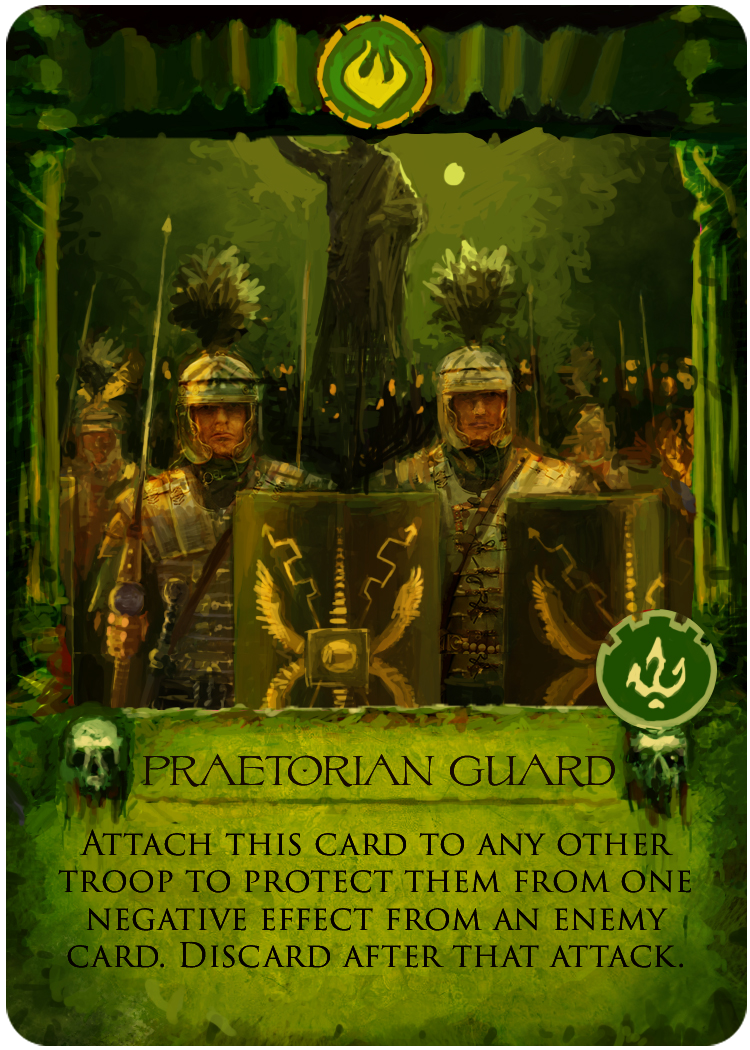 PRAETORIAN GUARD
ATTACH THIS CARD TO ANY OTHER
TROOP TO PROTECT THEM FROM ONE
NEGATIVE EFFECT FROM AN ENEMY
CARD. DISCARD AFTER THAT ATTACK.